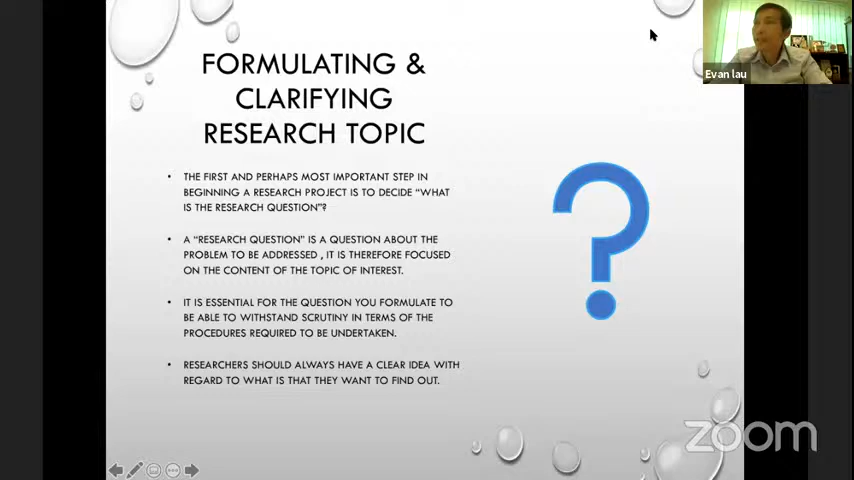 Evan lau
FORMULATING &
CLARIFYING
RESEARCH TOPIC
• THE FIRST AND PERHAPS MOST IMPORTANT STEP IN
BEGINNING A RESEARCH PROJECT IS TO DECIDE “WHAT
IS THE RESEARCH QUESTION”?
• A “RESEARCH QUESTION” IS A QUESTION ABOUT THE
PROBLEM TO BE ADDRESSED , IT IS THEREFORE FOCUSED
ON THE CONTENT OF THE TOPIC OF INTEREST.
• IT IS ESSENTIAL FOR THE QUESTION YOU FORMULATE TO
BE ABLE TO WITHSTAND SCRUTINY IN TERMS OF THE
PROCEDURES REQUIRED TO BE UNDERTAKEN.
• RESEARCHERS SHOULD ALWAYS HAVE A CLEAR IDEA WITH
REGARD TO WHAT IS THAT THEY WANT TO FIND OUT.
?
zoom